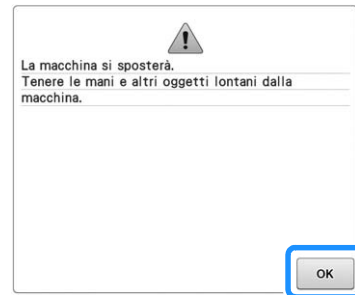 La macchina si sposterà.
Tenere le mani e altri oggetti lontani dalla
macchina.
OK